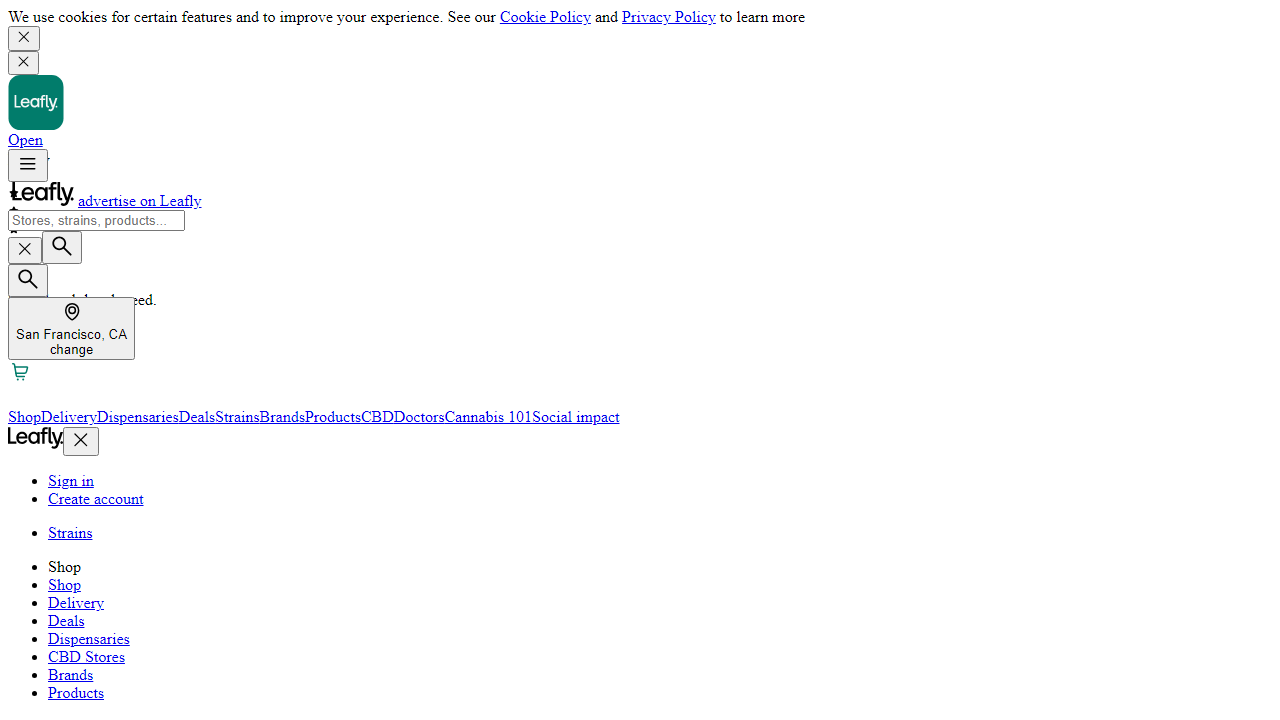 We use cookies for certain features and to improve your experience. See our Cookie Policy and Privacy Policy to learn more
Leafly.
Open
Leafly. advertise on Leafly
Stores, strains, products...
eed.
San Francisco, CA
change
ShopDeliveryDispensariesDealsStrainsBrandsProductsCBDDoctorsCannabis 101Social impact
Leafly.
Sign in
Create account
Strains
Shop
Shop
Delivery
Deals
Dispensaries
CBD Stores
Brands
Products